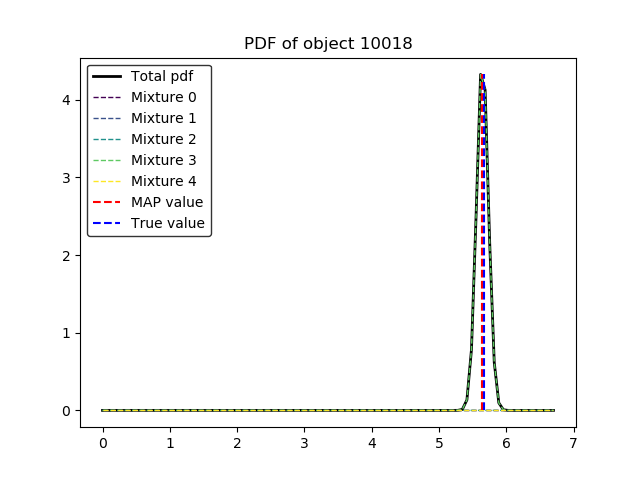 PDF of object 10018
Total pdf
Mixture 0
Mixture 1
Mixture 2
Mixture 3
Mixture 4
MAP value
True value
4
3
2
1
0
0 1 2 3 4 5 6 7